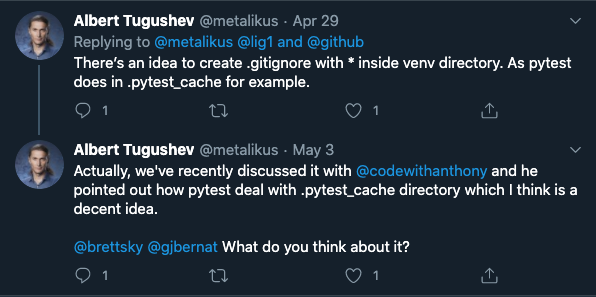 Albert Tugushev @metalikus · Apr 29
Replying to @metalikus @lig1 and @github
There's an idea to create .gitignore with * inside venv directory. As pytest
does in .pytest_cache for example.
1 1
Albert Tugushev @metalikus · May 3
Actually, we've recently discussed it with @codewithanthony and he
pointed out how pytest deal with .pytest_cache directory which I think is a
decent idea.
@brettsky @gjbernat What do you think about it?
1 1